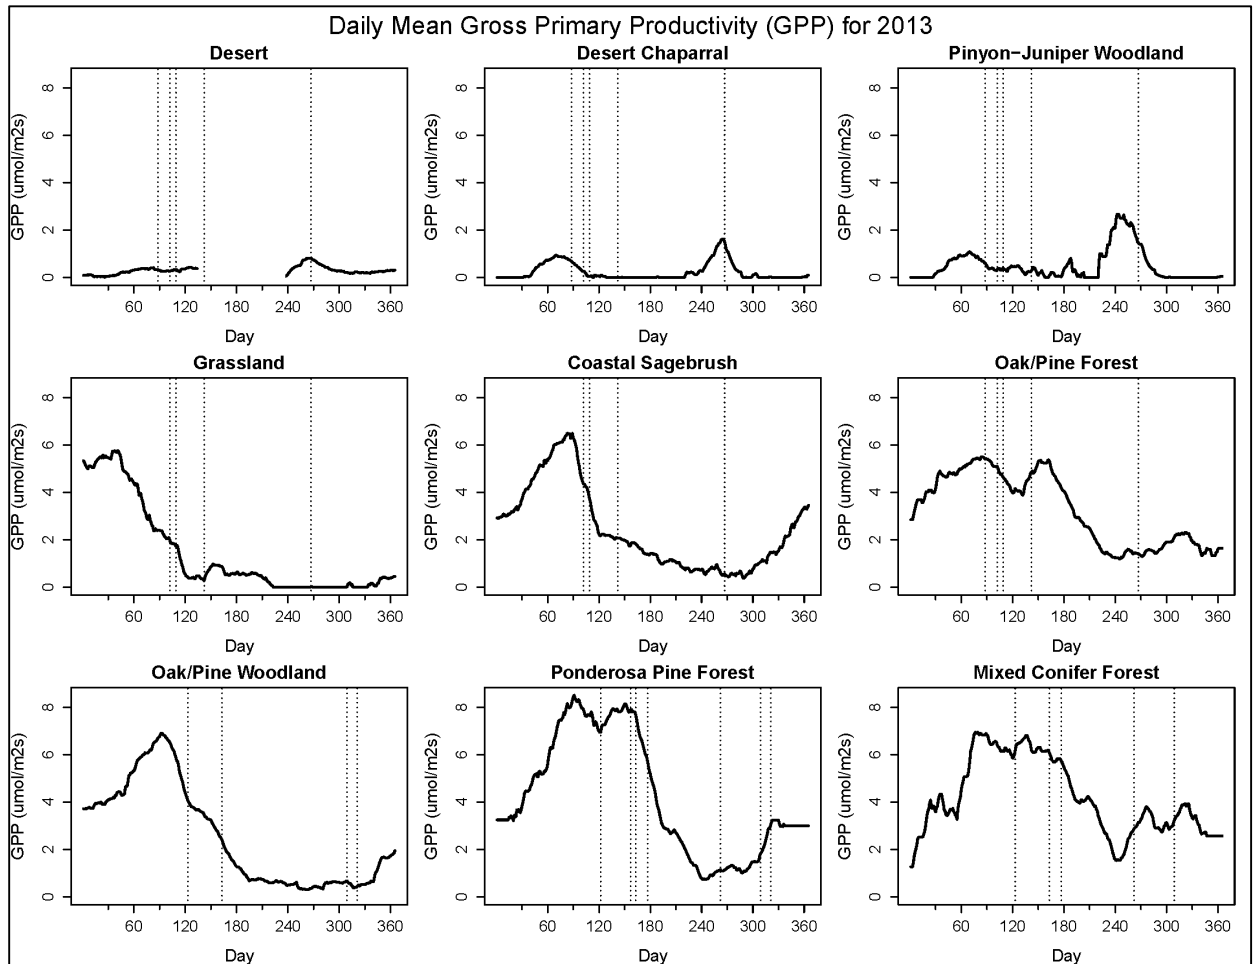 Daily Mean Gross Primary Productivity (GPP) for 2013
Desert
Desert Chaparral
Pinyon−Juniper Woodland
GPP (umol/m2s)
0 2 4 6 8
60 120 180 240 300 360
Day
GPP (umol/m2s)
0 2 4 6 8
60 120 180 240 300 360
Day
GPP (umol/m2s)
0 2 4 6 8
60 120 180 240 300 360
Day
Grassland
Coastal Sagebrush
Oak/Pine Forest
GPP (umol/m2s)
0 2 4 6 8
60 120 180 240 300 360
Day
GPP (umol/m2s)
0 2 4 6 8
60 120 180 240 300 360
Day
GPP (umol/m2s)
0 2 4 6 8
60 120 180 240 300 360
Day
Oak/Pine Woodland
Ponderosa Pine Forest
Mixed Conifer Forest
GPP (umol/m2s)
0 2 4 6 8
60 120 180 240 300 360
Day
GPP (umol/m2s)
0 2 4 6 8
60 120 180 240 300 360
Day
GPP (umol/m2s)
0 2 4 6 8
60 120 180 240 300 360
Day